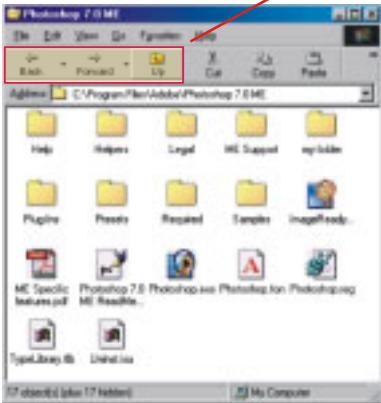 Photoshop 7.0 ME
File Edit View Go Favorites Help
Back Forward Up Cut Copy Paste
Address C:\Program Files\Adobe\Photoshop 7.0 ME
Help Helpers Legal ME Support my folder
Plug-Ins Presets Required Samples ImageReady...
ME Specific Photoshop 7.0 Photoshop.exe Photoshop.fon Photoshop.reg
features.pdf ME ReadMe...
TypeLibrary.tlb Uninst.isu
17 object(s) (plus 17 hidden) My Computer